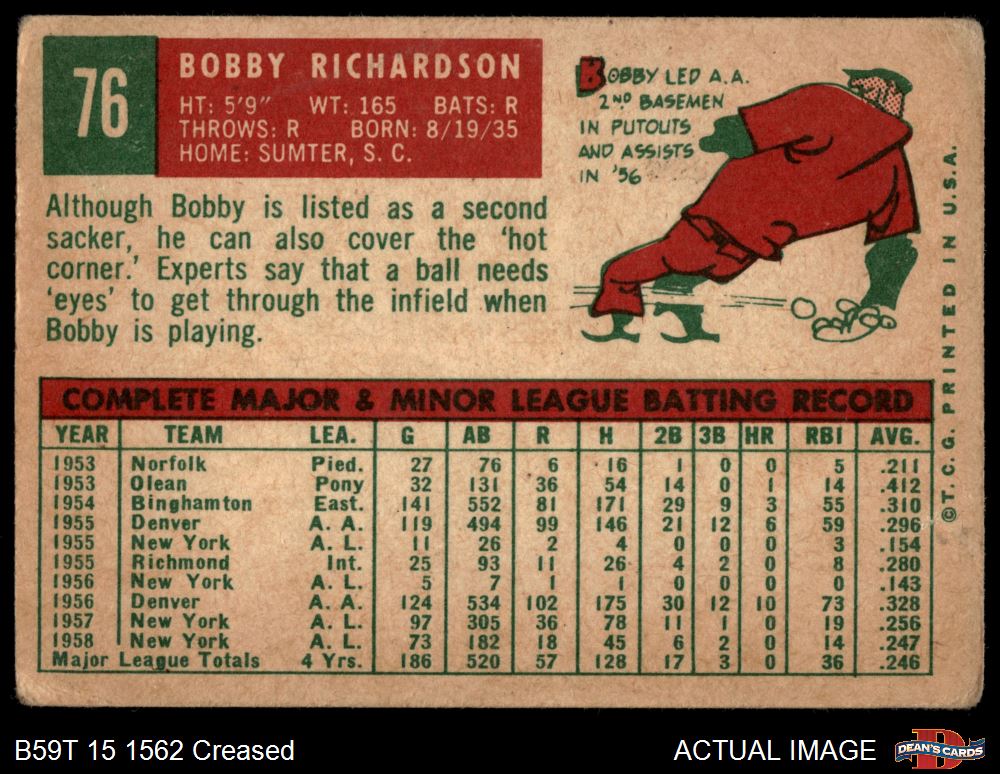 76
BOBBY RICHARDSON
HT: 5'9" WT: 165 BATS: R
THROWS: R BORN: 8/19/35
HOME: SUMTER, S. C.
BOBBY LED A.A.
2ND BASEMEN
IN PUTOUTS
AND ASSISTS
IN '56
Although Bobby is listed as a second
sacker, he can also cover the 'hot
corner.' Experts say that a ball needs
'eyes' to get through the infield when
Bobby is playing.
COMPLETE MAJOR & MINOR LEAGUE BATTING RECORD
YEAR TEAM LEA. G AB R H 2B 3B HR RBI AVG.
1953 Norfolk Pied. 27 76 6 16 1 0 0 5 .211
1953 Olean Pony 32 131 36 54 14 0 1 14 .412
1954 Binghamton East. 141 552 81 171 29 9 3 55 .310
1955 Denver A. A. 119 494 99 146 21 12 6 59 .296
1955 New York A. L. 11 26 2 4 0 0 0 3 .154
1955 Richmond Int. 25 93 11 26 4 2 0 8 .280
1956 New York A. L. 5 7 1 1 0 0 0 0 .143
1956 Denver A. A. 124 534 102 175 30 12 10 73 .328
1957 New York A. L. 97 305 36 78 11 1 0 19 .256
1958 New York A. L. 73 182 18 45 6 2 0 14 .247
Major League Totals 4 Yrs. 186 520 57 128 17 3 0 36 .246
©T. C. G. PRINTED IN U.S.A.
B59T 15 1562 Creased
ACTUAL IMAGE
D
DEAN'S CARDS